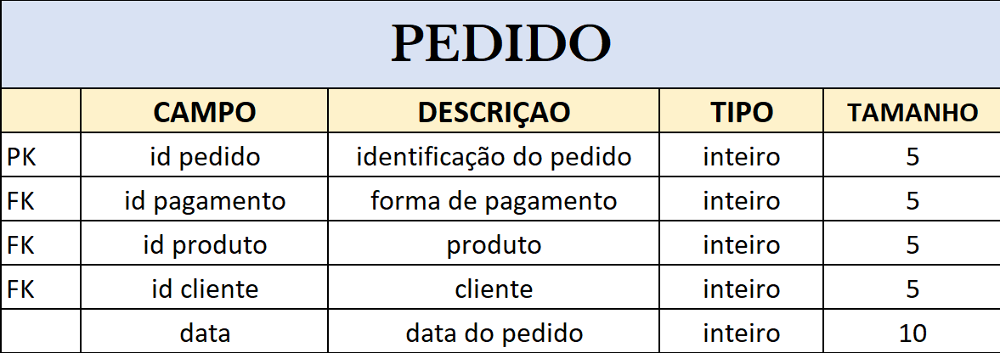 PEDIDO
CAMPO DESCRIÇAO TIPO TAMANHO
PK id pedido identificação do pedido inteiro 5
FK id pagamento forma de pagamento inteiro 5
FK id produto produto inteiro 5
FK id cliente cliente inteiro 5
data data do pedido inteiro 10